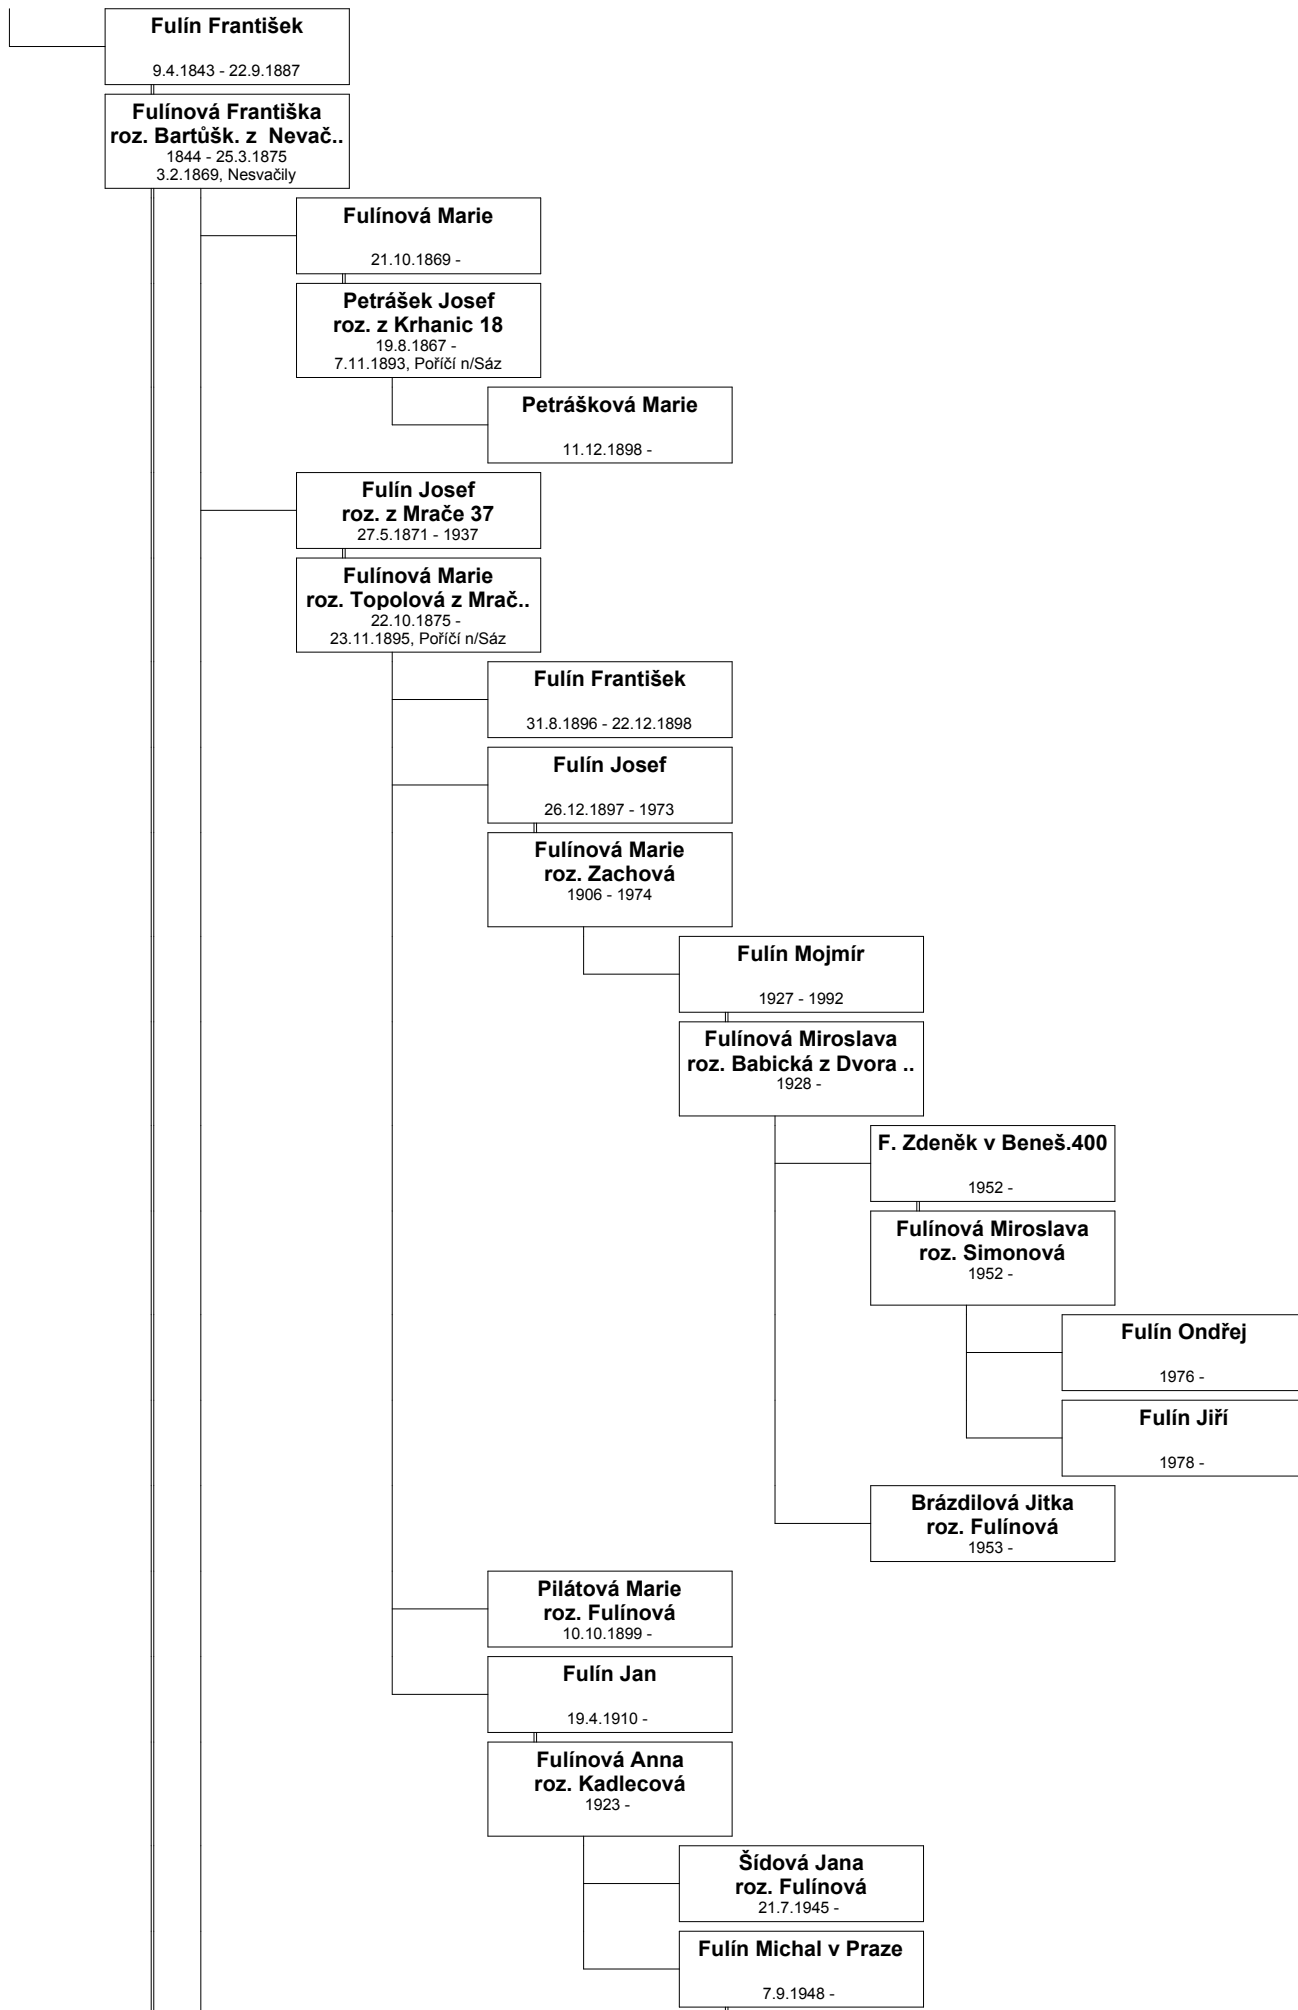 Fulín František
9.4.1843 - 22.9.1887
Fulínová Františka
roz. Bartůšk. z  Nevač..
1844 - 25.3.1875
3.2.1869, Nesvačily
Fulínová Marie
21.10.1869 -
Petrášek Josef
roz. z Krhanic 18
19.8.1867 -
7.11.1893, Poříčí n/Sáz
Petrášková Marie
11.12.1898 -
Fulín Josef
roz. z Mrače 37
27.5.1871 - 1937
Fulínová Marie
roz. Topolová z Mrač..
22.10.1875 -
23.11.1895, Poříčí n/Sáz
Fulín František
31.8.1896 - 22.12.1898
Fulín Josef
26.12.1897 - 1973
Fulínová Marie
roz. Zachová
1906 - 1974
Fulín Mojmír
1927 - 1992
Fulínová Miroslava
roz. Babická z Dvora ..
1928 -
F. Zdeněk v Beneš.400
1952 -
Fulínová Miroslava
roz. Simonová
1952 -
Fulín Ondřej
1976 -
Fulín Jiří
1978 -
Brázdilová Jitka
roz. Fulínová
1953 -
Pilátová Marie
roz. Fulínová
10.10.1899 -
Fulín Jan
19.4.1910 -
Fulínová Anna
roz. Kadlecová
1923 -
Šídová Jana
roz. Fulínová
21.7.1945 -
Fulín Michal v Praze
7.9.1948 -